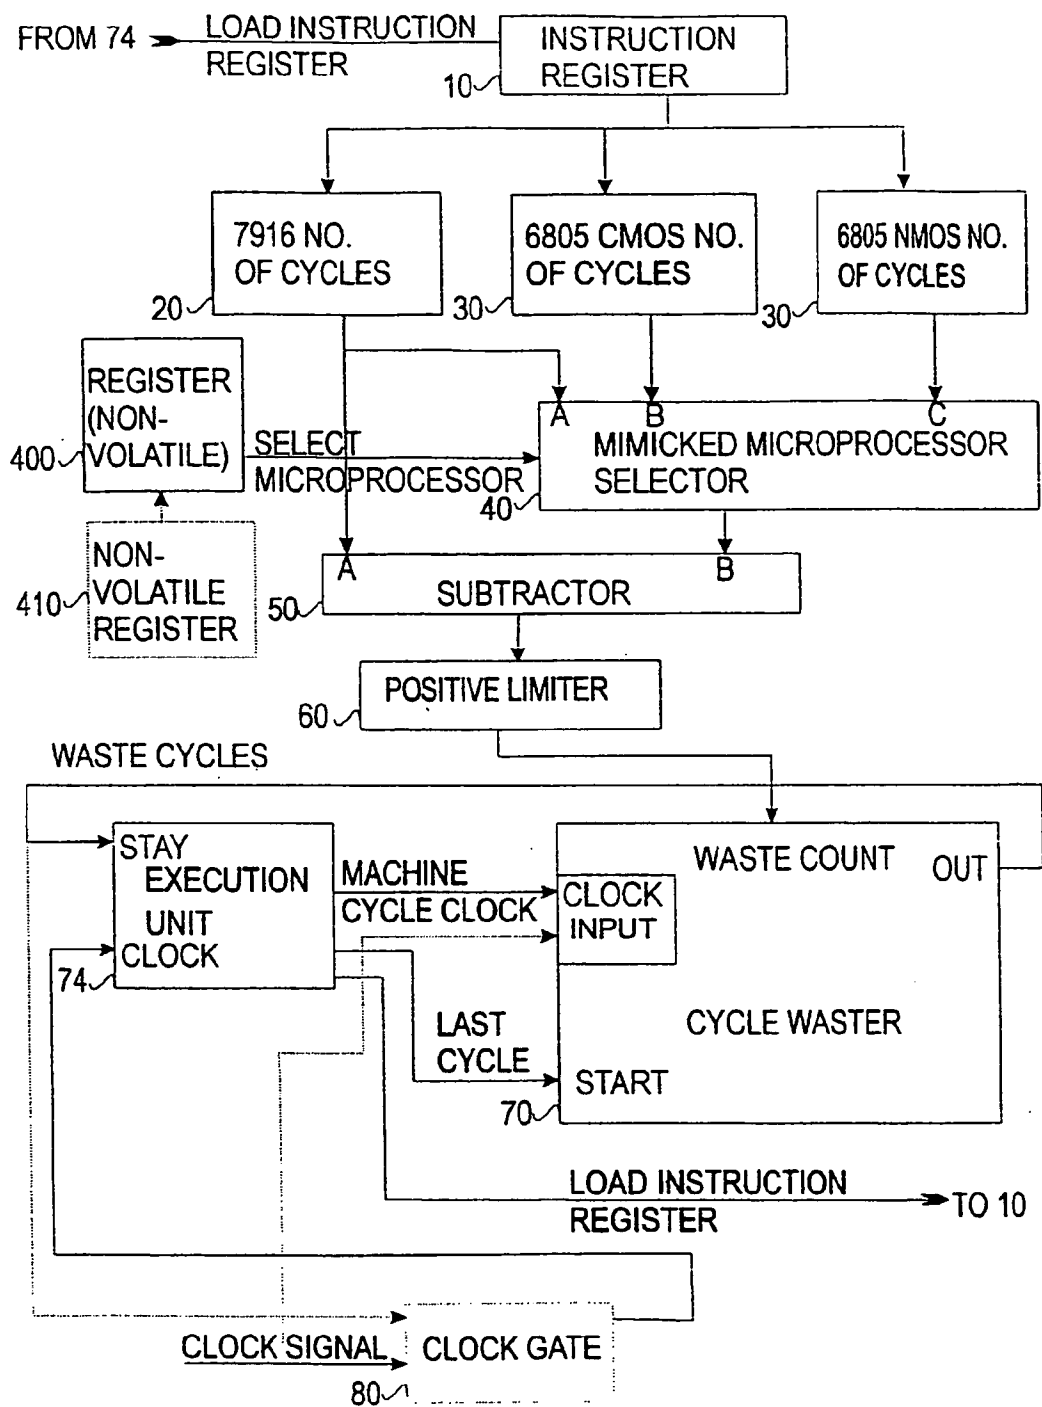 FROM 74
LOAD INSTRUCTION
REGISTER
INSTRUCTION
REGISTER
10
7916 NO.
OF CYCLES
20
6805 CMOS NO.
OF CYCLES
30
6805 NMOS NO.
OF CYCLES
30
REGISTER
(NON-
VOLATILE)
400
SELECT
MICROPROCESSOR
A
B
C
MIMICKED MICROPROCESSOR
SELECTOR
40
NON-
VOLATILE
REGISTER
410
A
B
SUBTRACTOR
50
POSITIVE LIMITER
60
WASTE CYCLES
STAY
EXECUTION
UNIT
CLOCK
74
MACHINE
CYCLE CLOCK
WASTE COUNT
OUT
CLOCK
INPUT
CYCLE WASTER
LAST
CYCLE
START
70
LOAD INSTRUCTION
REGISTER
TO 10
CLOCK SIGNAL
CLOCK GATE
80